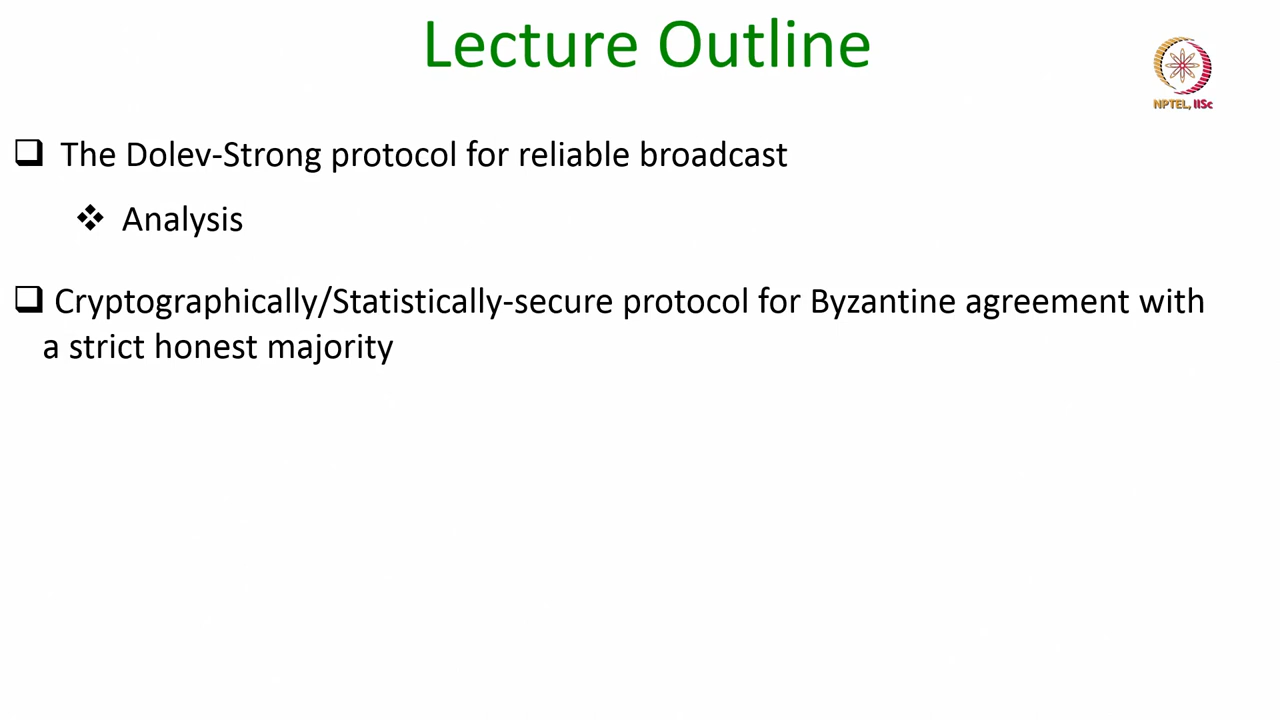 Lecture Outline
NPTEL, IISc
The Dolev-Strong protocol for reliable broadcast
Analysis
Cryptographically/Statistically-secure protocol for Byzantine agreement with
a strict honest majority